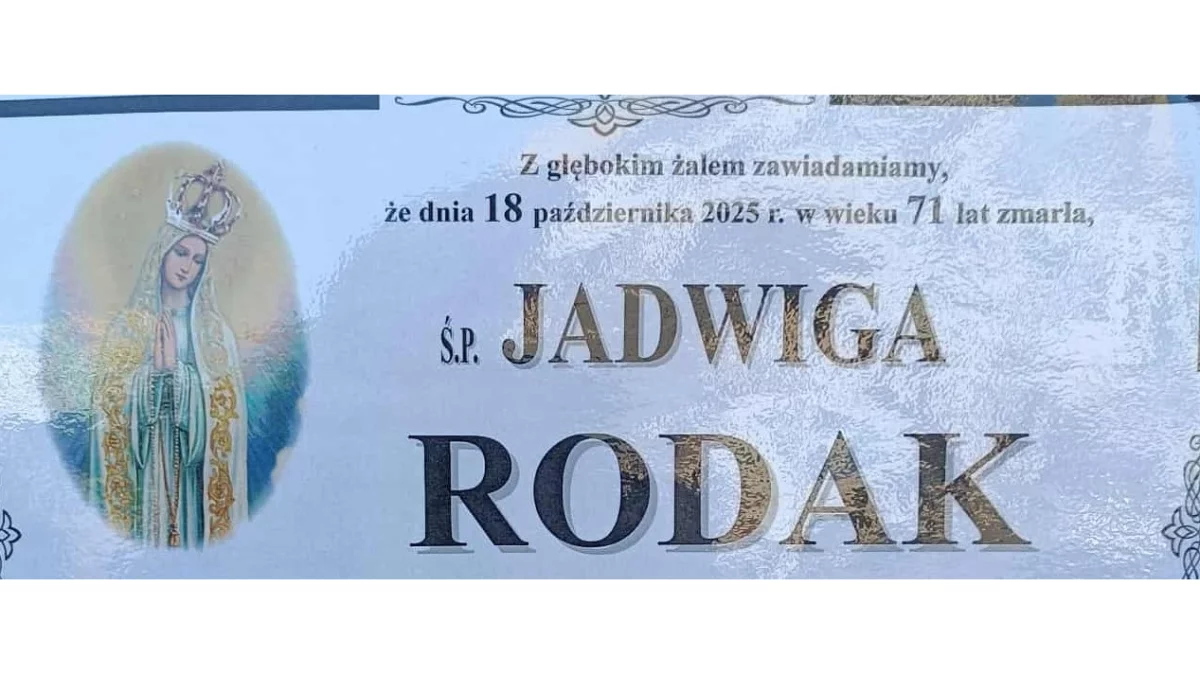 Z głębokim żalem zawiadamiamy,
że dnia 18 października 2025 r. w wieku 71 lat zmarła,
Ś.P. JADWIGA
RODAK